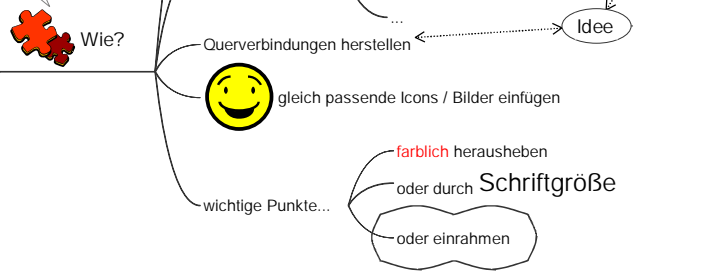 ...
Idee
Wie?
Querverbindungen herstellen
gleich passende Icons / Bilder einfügen
farblich herausheben
oder durch Schriftgröße
wichtige Punkte...
oder einrahmen